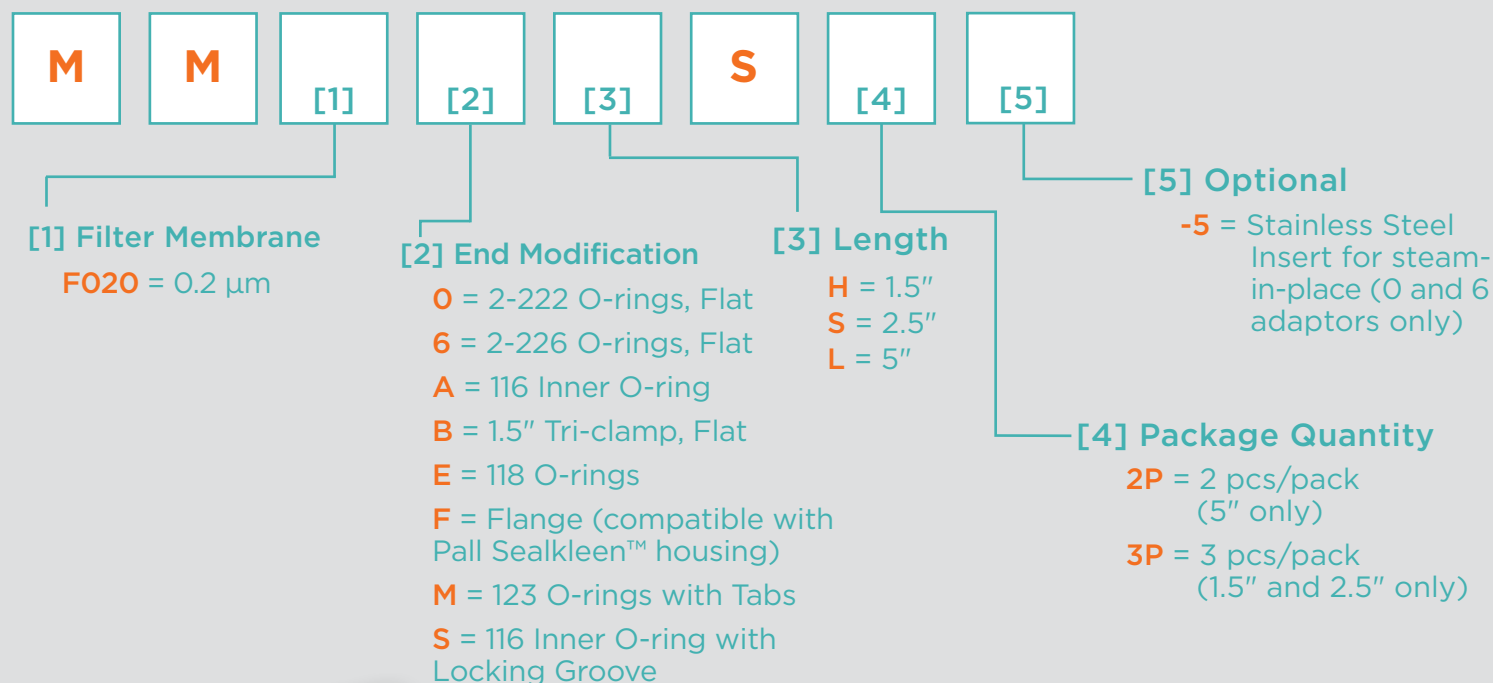 M M [1] [2] [3] S [4] [5]
[1] Filter Membrane
F020 = 0.2 µm
[2] End Modification
0 = 2-222 O-rings, Flat
6 = 2-226 O-rings, Flat
A = 116 Inner O-ring
B = 1.5" Tri-clamp, Flat
E = 118 O-rings
F = Flange (compatible with
Pall Sealkleen™ housing)
M = 123 O-rings with Tabs
S = 116 Inner O-ring with
Locking Groove
[3] Length
H = 1.5"
S = 2.5"
L = 5"
[4] Package Quantity
2P = 2 pcs/pack
(5" only)
3P = 3 pcs/pack
(1.5" and 2.5" only)
[5] Optional
-5 = Stainless Steel
Insert for steam-
in-place (0 and 6
adaptors only)